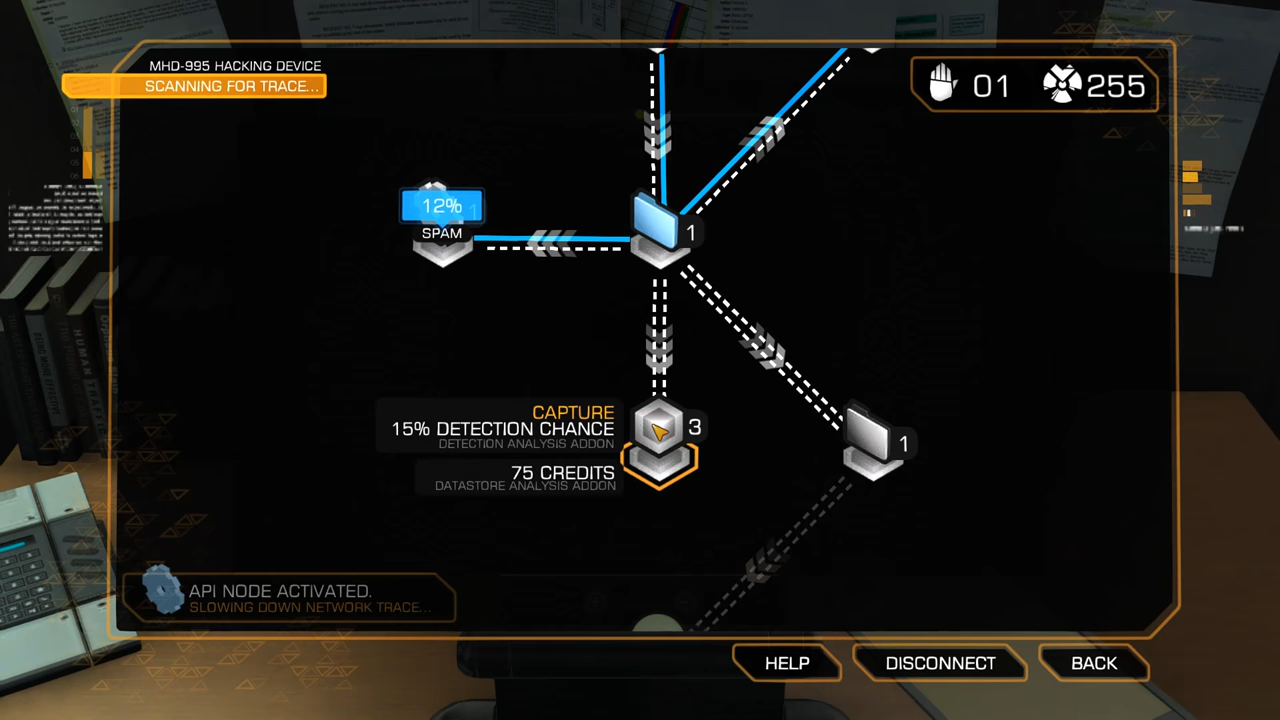 MHD-995 HACKING DEVICE
SCANNING FOR TRACE...
01
255
12%
1
SPAM
1
CAPTURE
15% DETECTION CHANCE
DETECTION ANALYSIS ADDON
3
75 CREDITS
DATASTORE ANALYSIS ADDON
1
API NODE ACTIVATED.
SLOWING DOWN NETWORK TRACE...
HELP
DISCONNECT
BACK